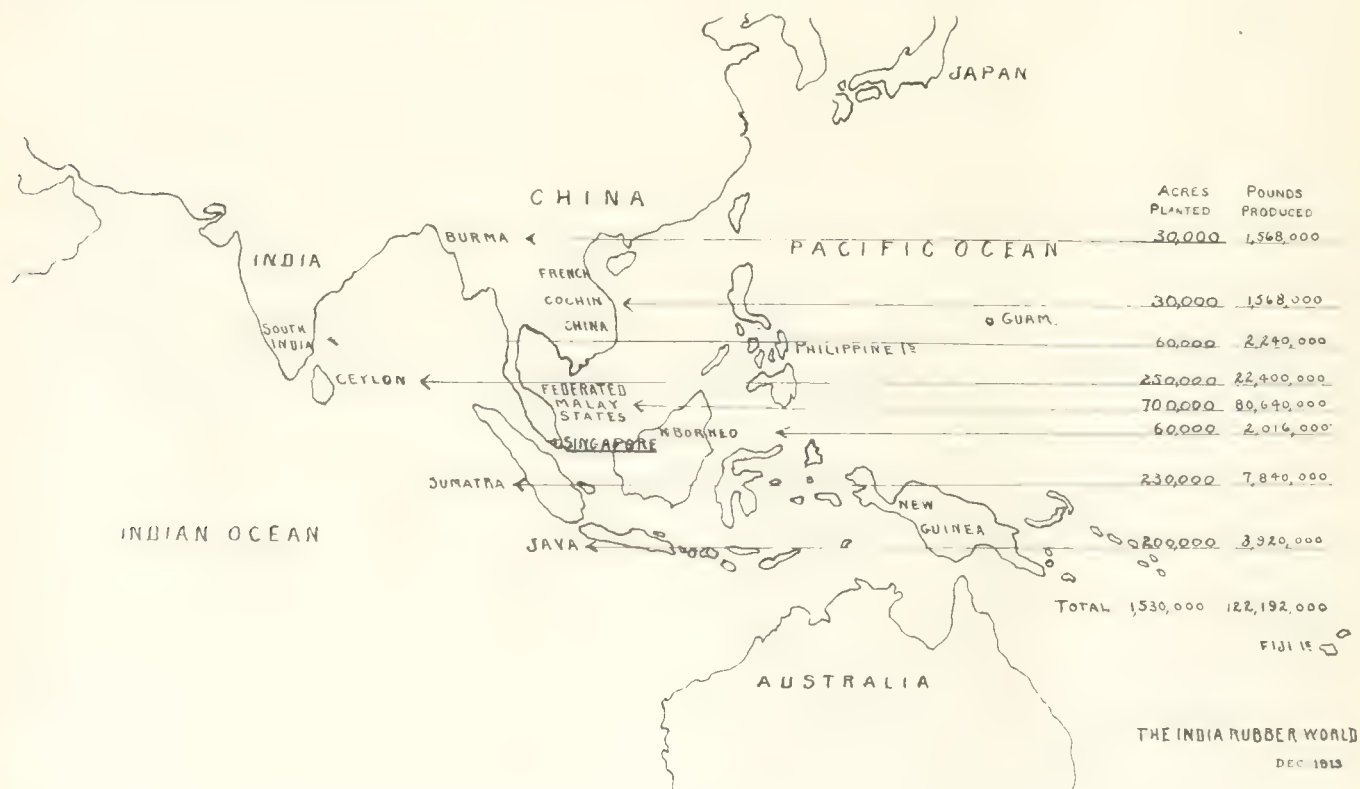 JAPAN
CHINA
ACRES PLANTED POUNDS PRODUCED
BURMA 30,000 1,568,000
PACIFIC OCEAN
INDIA
FRENCH
COCHIN 30,000 1,568,000
CHINA
GUAM.
SOUTH
INDIA 60,000 2,240,000
PHILIPPINE Is
CEYLON 250,000 22,400,000
FEDERATED
MALAY 700,000 80,640,000
STATES
N BORNEO 60,000 2,016,000
SINGAPORE
SUMATRA 230,000 7,840,000
NEW
GUINEA
INDIAN OCEAN
JAVA 200,000 3,920,000
TOTAL 1,530,000 122,192,000
FIJI Is
AUSTRALIA
THE INDIA RUBBER WORLD
DEC 1913